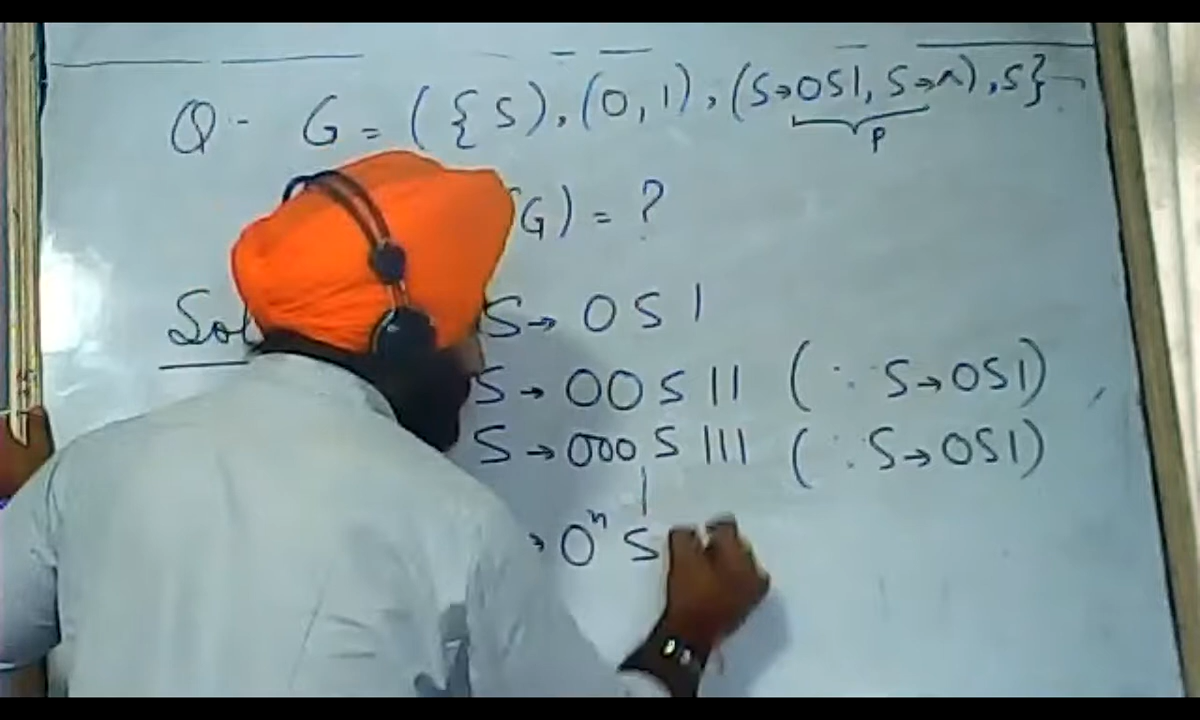 Q- G = ({S), (0, 1), (S→0S1, S→∧), S}
P
G) = ?
Sol S→ 0 S 1
S→ 00 S 11 (∵ S→0S1)
S→ 000 S 111 (∵ S→0S1)
→ 0ⁿ S